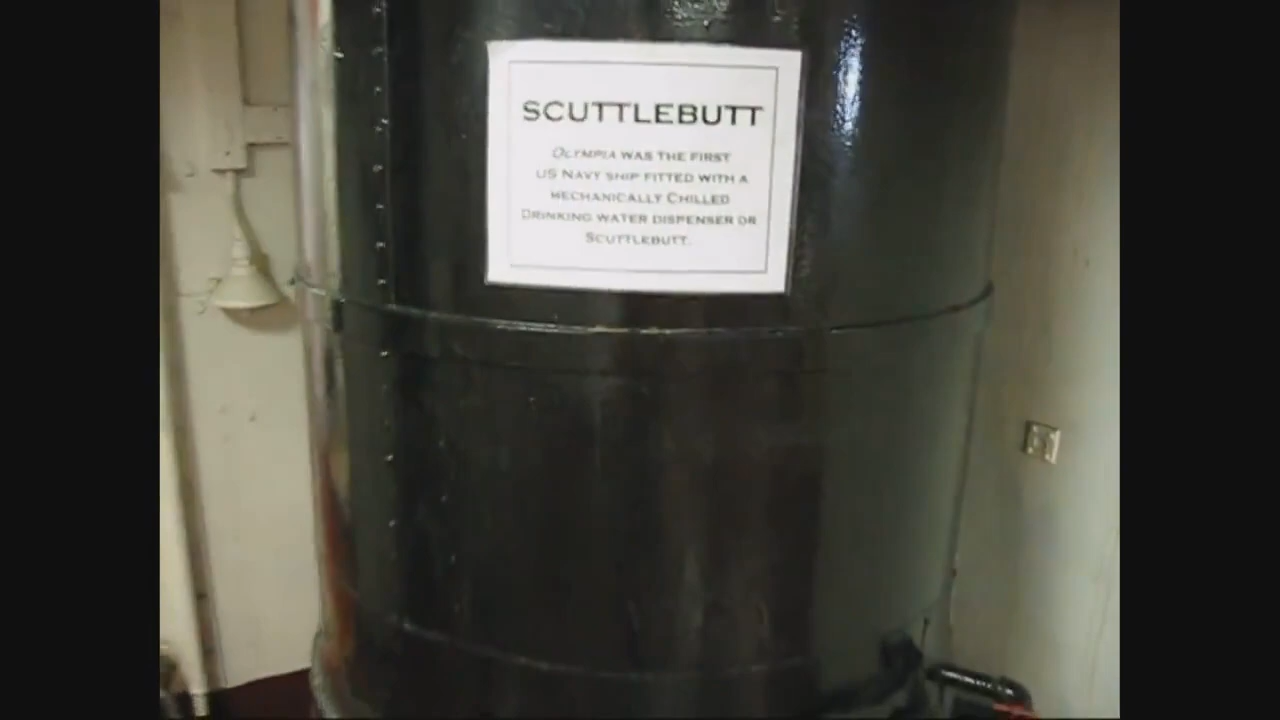 SCUTTLEBUTT
OLYMPIA WAS THE FIRST
US NAVY SHIP FITTED WITH A
MECHANICALLY CHILLED
DRINKING WATER DISPENSER OR
SCUTTLEBUTT.